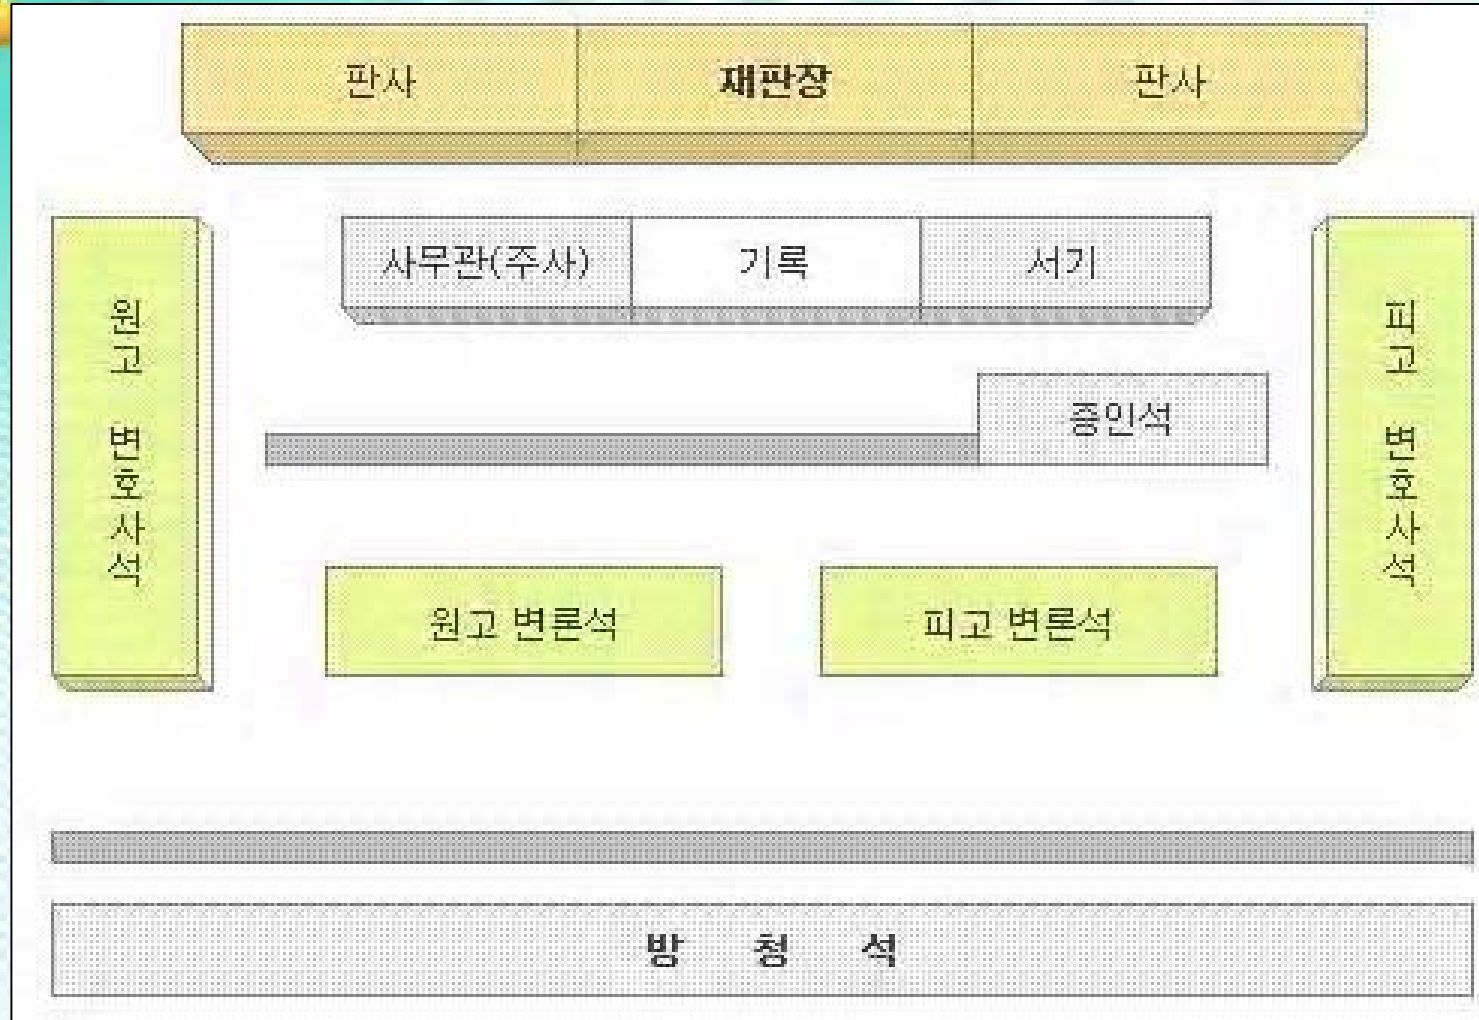 판사 재판장 판사
사무관(주사) 기록 서기
원고 변호사석
피고 변호사석
증인석
원고 변론석 피고 변론석
방 청 석